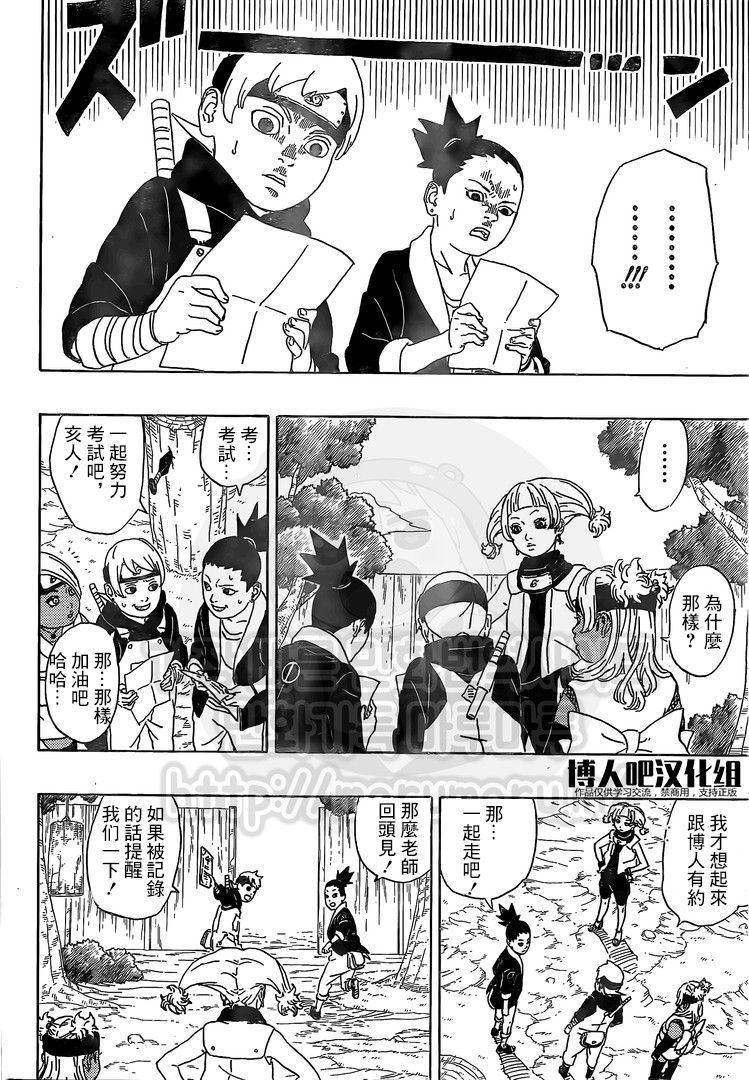 ズーーン
………………!!!
……
為什麼
那樣?
考…
考試…
一起努力
考試吧,
亥人!
那…那樣
加油吧
哈哈…
博人吧汉化组
作品仅供学习交流，禁商用，支持正版
我才想起來
跟博人有約
那…
一起走吧!
那麼老師
回頭見!
如果被記錄
的話提醒
我们一下!